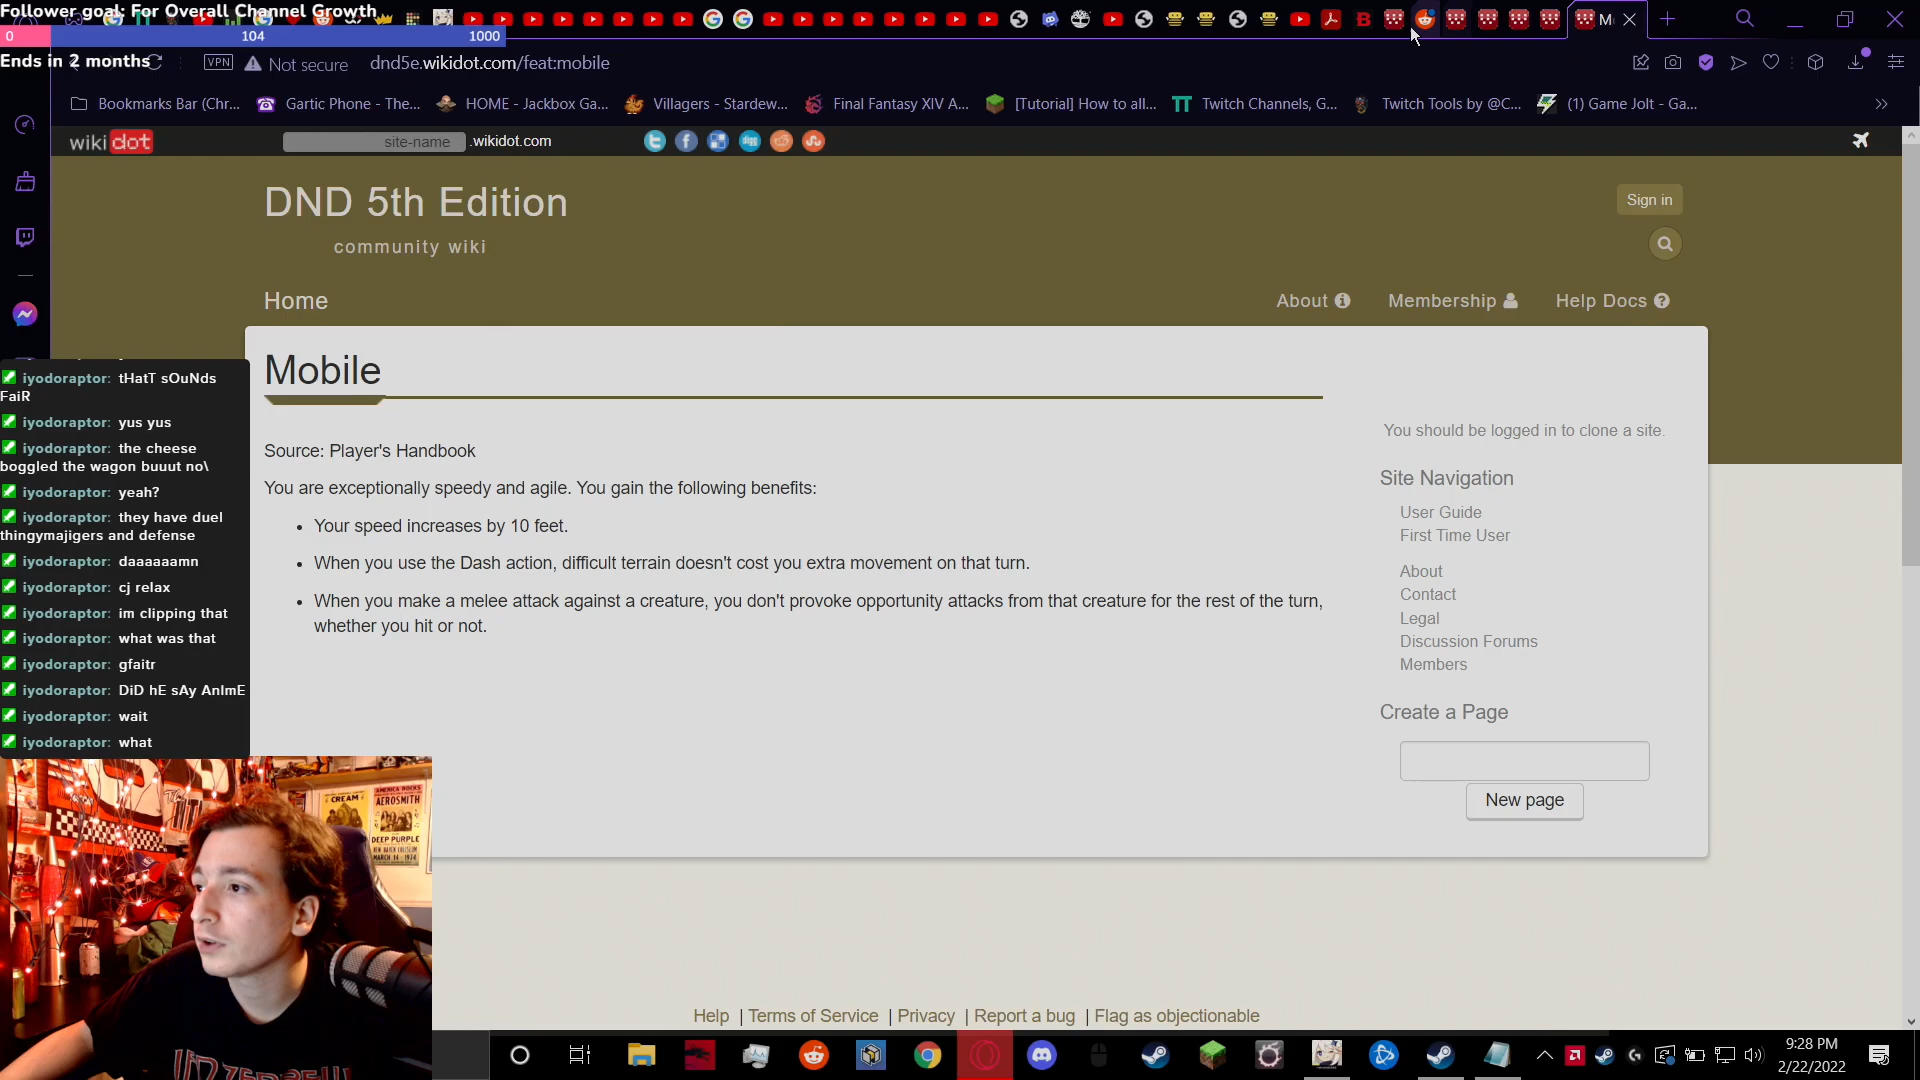 Follower goal: For Overall Channel Growth
0 104 1000
Ends in 2 months
VPN Not secure dnd5e.wikidot.com/feat:mobile
M
Bookmarks Bar (Chr... Gartic Phone - The... HOME - Jackbox Ga... Villagers - Stardew... Final Fantasy XIV A... [Tutorial] How to all... Twitch Channels, G... Twitch Tools by @C... (1) Game Jolt - Ga...
wikidot site-name .wikidot.com
DND 5th Edition
community wiki
Sign in
Home About Membership Help Docs
Mobile
Source: Player's Handbook
You are exceptionally speedy and agile. You gain the following benefits:
• Your speed increases by 10 feet.
• When you use the Dash action, difficult terrain doesn't cost you extra movement on that turn.
• When you make a melee attack against a creature, you don't provoke opportunity attacks from that creature for the rest of the turn,
whether you hit or not.
You should be logged in to clone a site.
Site Navigation
User Guide
First Time User
About
Contact
Legal
Discussion Forums
Members
Create a Page
New page
iyodoraptor: tHatT sOuNds
FaiR
iyodoraptor: yus yus
iyodoraptor: the cheese
boggled the wagon buuut no\
iyodoraptor: yeah?
iyodoraptor: they have duel
thingymajigers and defense
iyodoraptor: daaaaaamn
iyodoraptor: cj relax
iyodoraptor: im clipping that
iyodoraptor: what was that
iyodoraptor: gfaitr
iyodoraptor: DiD hE sAy AnImE
iyodoraptor: wait
iyodoraptor: what
CREAM
AMERICA ROCKS
AEROSMITH
DEEP PURPLE
NEW HAVEN COLISEUM
MARCH 14 - 1974
Help | Terms of Service | Privacy | Report a bug | Flag as objectionable
9:28 PM
2/22/2022